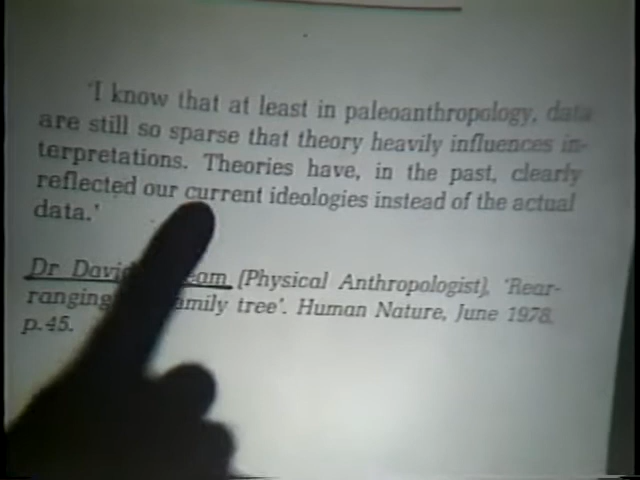 'I know that at least in paleoanthropology, data
are still so sparse that theory heavily influences in-
terpretations. Theories have, in the past, clearly
reflected our current ideologies instead of the actual
data.'
Dr David (Physical Anthropologist), 'Rear-
ranging family tree'. Human Nature, June 1978,
p.45.